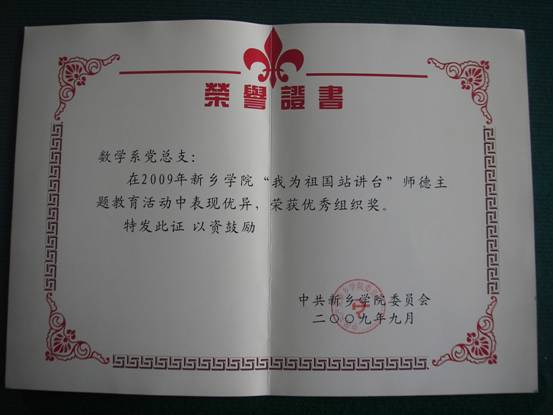 榮譽證書
数学系党总支：
在2009年新乡学院“我为祖国站讲台”师德主
题教育活动中表现优异，荣获优秀组织奖。
特发此证 以资鼓励
中共新乡学院委员会
二〇〇九年九月